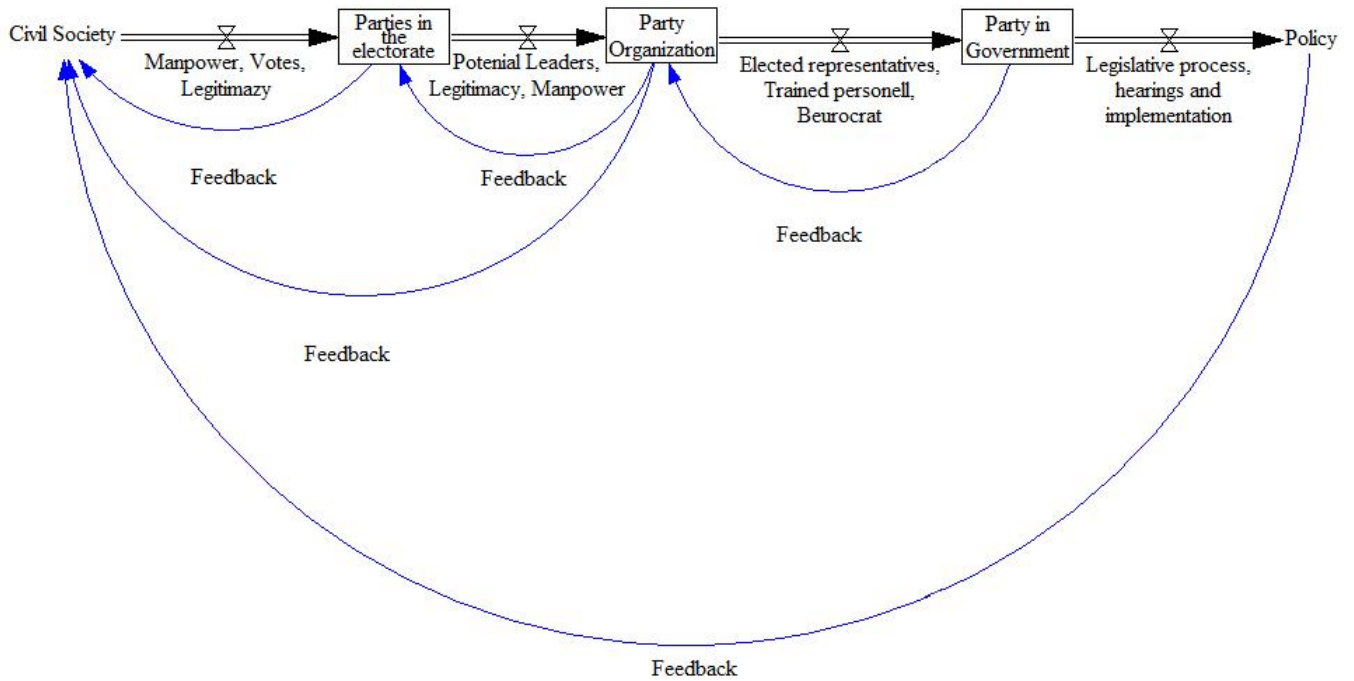 Civil Society
Manpower, Votes,
Legitimazy
Parties in
the
electorate
Potenial Leaders,
Legitimacy, Manpower
Party
Organization
Elected representatives,
Trained personell,
Beurocrat
Party in
Government
Legislative process,
hearings and
implementation
Policy
Feedback
Feedback
Feedback
Feedback
Feedback